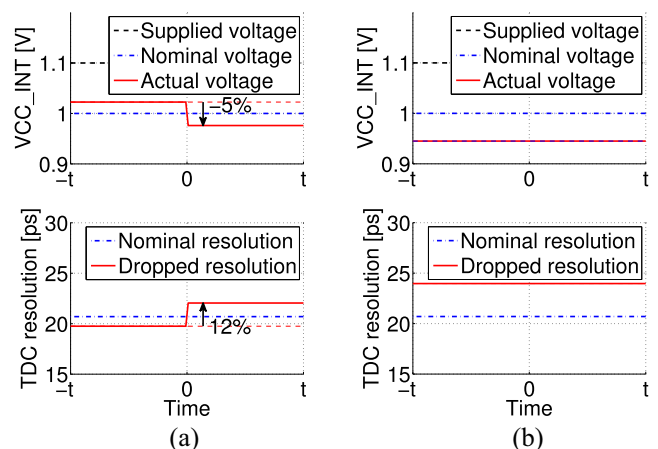 VCC_INT [V]
1.1
1
0.9
Supplied voltage
Nominal voltage
Actual voltage
−5%
−t
0
t
VCC_INT [V]
1.1
1
0.9
Supplied voltage
Nominal voltage
Actual voltage
−t
0
t
TDC resolution [ps]
30
25
20
15
Nominal resolution
Dropped resolution
12%
−t
0
t
Time
(a)
TDC resolution [ps]
30
25
20
15
Nominal resolution
Dropped resolution
−t
0
t
Time
(b)